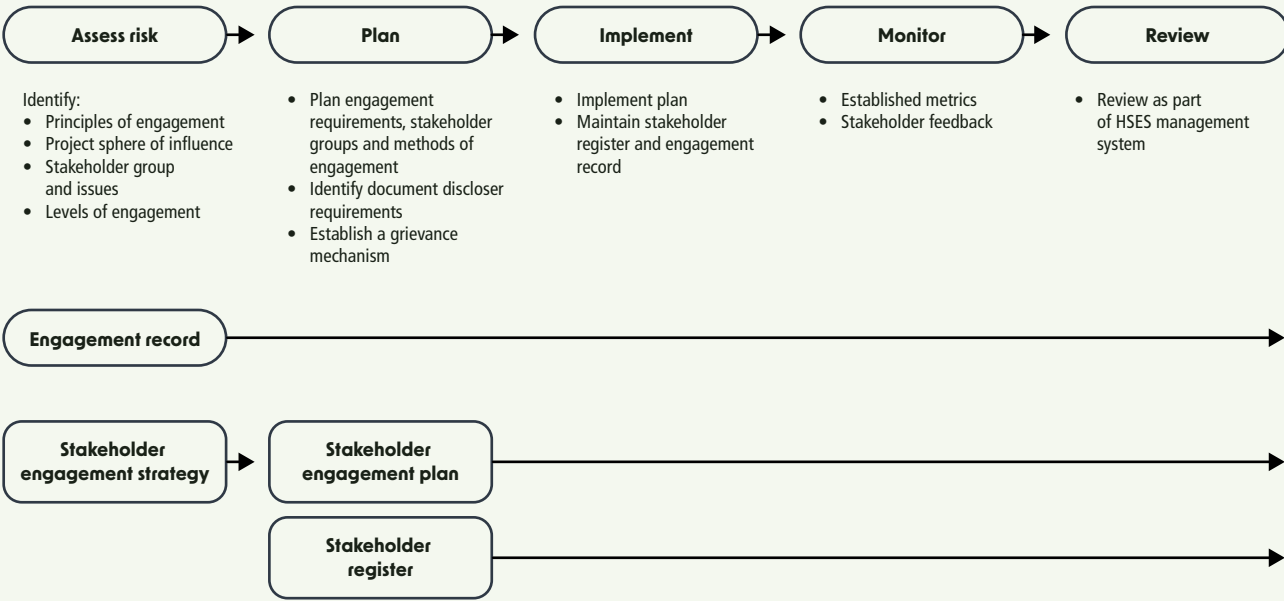 Assess risk
Plan
Implement
Monitor
Review
Identify:
• Principles of engagement
• Project sphere of influence
• Stakeholder group
and issues
• Levels of engagement
• Plan engagement
requirements, stakeholder
groups and methods of
engagement
• Identify document discloser
requirements
• Establish a grievance
mechanism
• Implement plan
• Maintain stakeholder
register and engagement
record
• Established metrics
• Stakeholder feedback
• Review as part
of HSES management
system
Engagement record
Stakeholder
engagement strategy
Stakeholder
engagement plan
Stakeholder
register